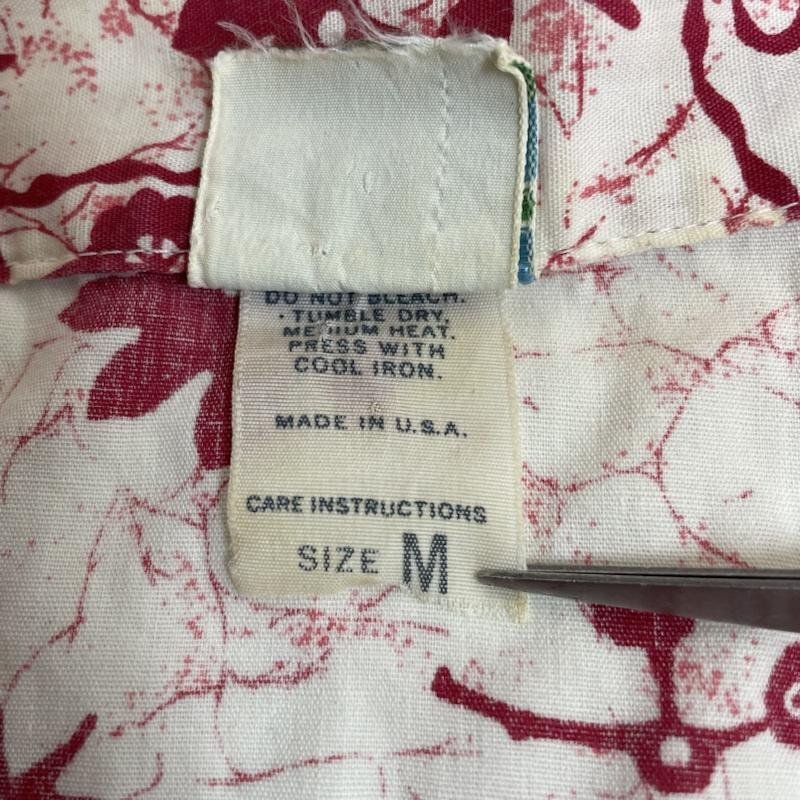 DO NOT BLEACH.
· TUMBLE DRY,
MEDIUM HEAT.
PRESS WITH
COOL IRON.
MADE IN U.S.A.
CARE INSTRUCTIONS
SIZE M